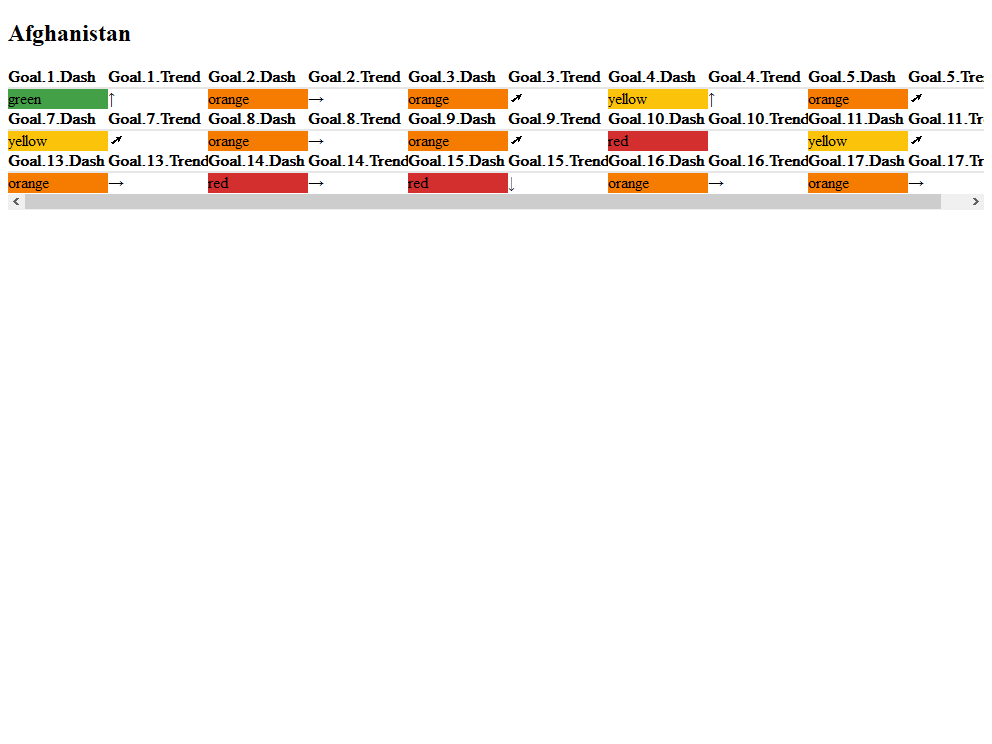 Afghanistan
Goal.1.Dash Goal.1.Trend Goal.2.Dash Goal.2.Trend Goal.3.Dash Goal.3.Trend Goal.4.Dash Goal.4.Trend Goal.5.Dash Goal.5.Tre
green ↑ orange → orange ➚ yellow ↑ orange ➚
Goal.7.Dash Goal.7.Trend Goal.8.Dash Goal.8.Trend Goal.9.Dash Goal.9.Trend Goal.10.Dash Goal.10.Trend Goal.11.Dash Goal.11.Tr
yellow ➚ orange → orange ➚ red yellow ➚
Goal.13.Dash Goal.13.Trend Goal.14.Dash Goal.14.Trend Goal.15.Dash Goal.15.Trend Goal.16.Dash Goal.16.Trend Goal.17.Dash Goal.17.Tr
orange → red → red ↓ orange → orange →